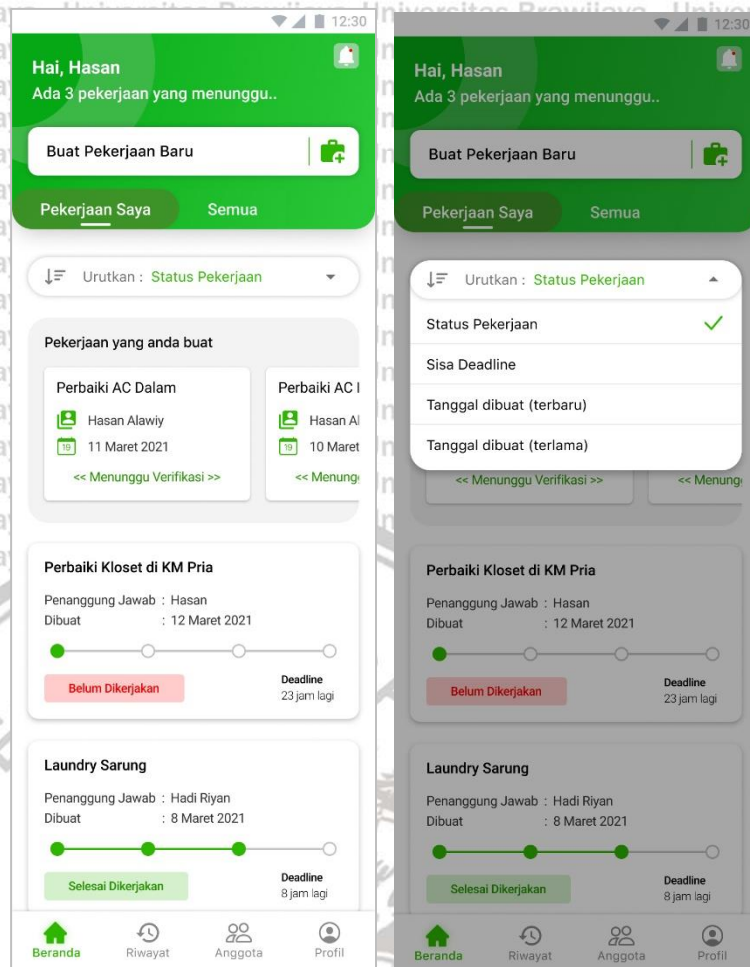 Universitas Brawijaya
12:30
Hai, Hasan
Ada 3 pekerjaan yang menunggu..
Buat Pekerjaan Baru
Pekerjaan Saya
Semua
Urutkan : Status Pekerjaan
Pekerjaan yang anda buat
Perbaiki AC Dalam
Hasan Alawiy
19 11 Maret 2021
<< Menunggu Verifikasi >>
Perbaiki AC
Hasan Al
19 10 Maret
<< Menung
Perbaiki Kloset di KM Pria
Penanggung Jawab : Hasan
Dibuat : 12 Maret 2021
Belum Dikerjakan
Deadline
23 jam lagi
Laundry Sarung
Penanggung Jawab : Hadi Riyan
Dibuat : 8 Maret 2021
Selesai Dikerjakan
Deadline
8 jam lagi
Beranda
Riwayat
Anggota
Profil
12:30
Hai, Hasan
Ada 3 pekerjaan yang menunggu..
Buat Pekerjaan Baru
Pekerjaan Saya
Semua
Urutkan : Status Pekerjaan
Status Pekerjaan
Sisa Deadline
Tanggal dibuat (terbaru)
Tanggal dibuat (terlama)
<< Menunggu Verifikasi >>
<< Menung
Perbaiki Kloset di KM Pria
Penanggung Jawab : Hasan
Dibuat : 12 Maret 2021
Belum Dikerjakan
Deadline
23 jam lagi
Laundry Sarung
Penanggung Jawab : Hadi Riyan
Dibuat : 8 Maret 2021
Selesai Dikerjakan
Deadline
8 jam lagi
Beranda
Riwayat
Anggota
Profil